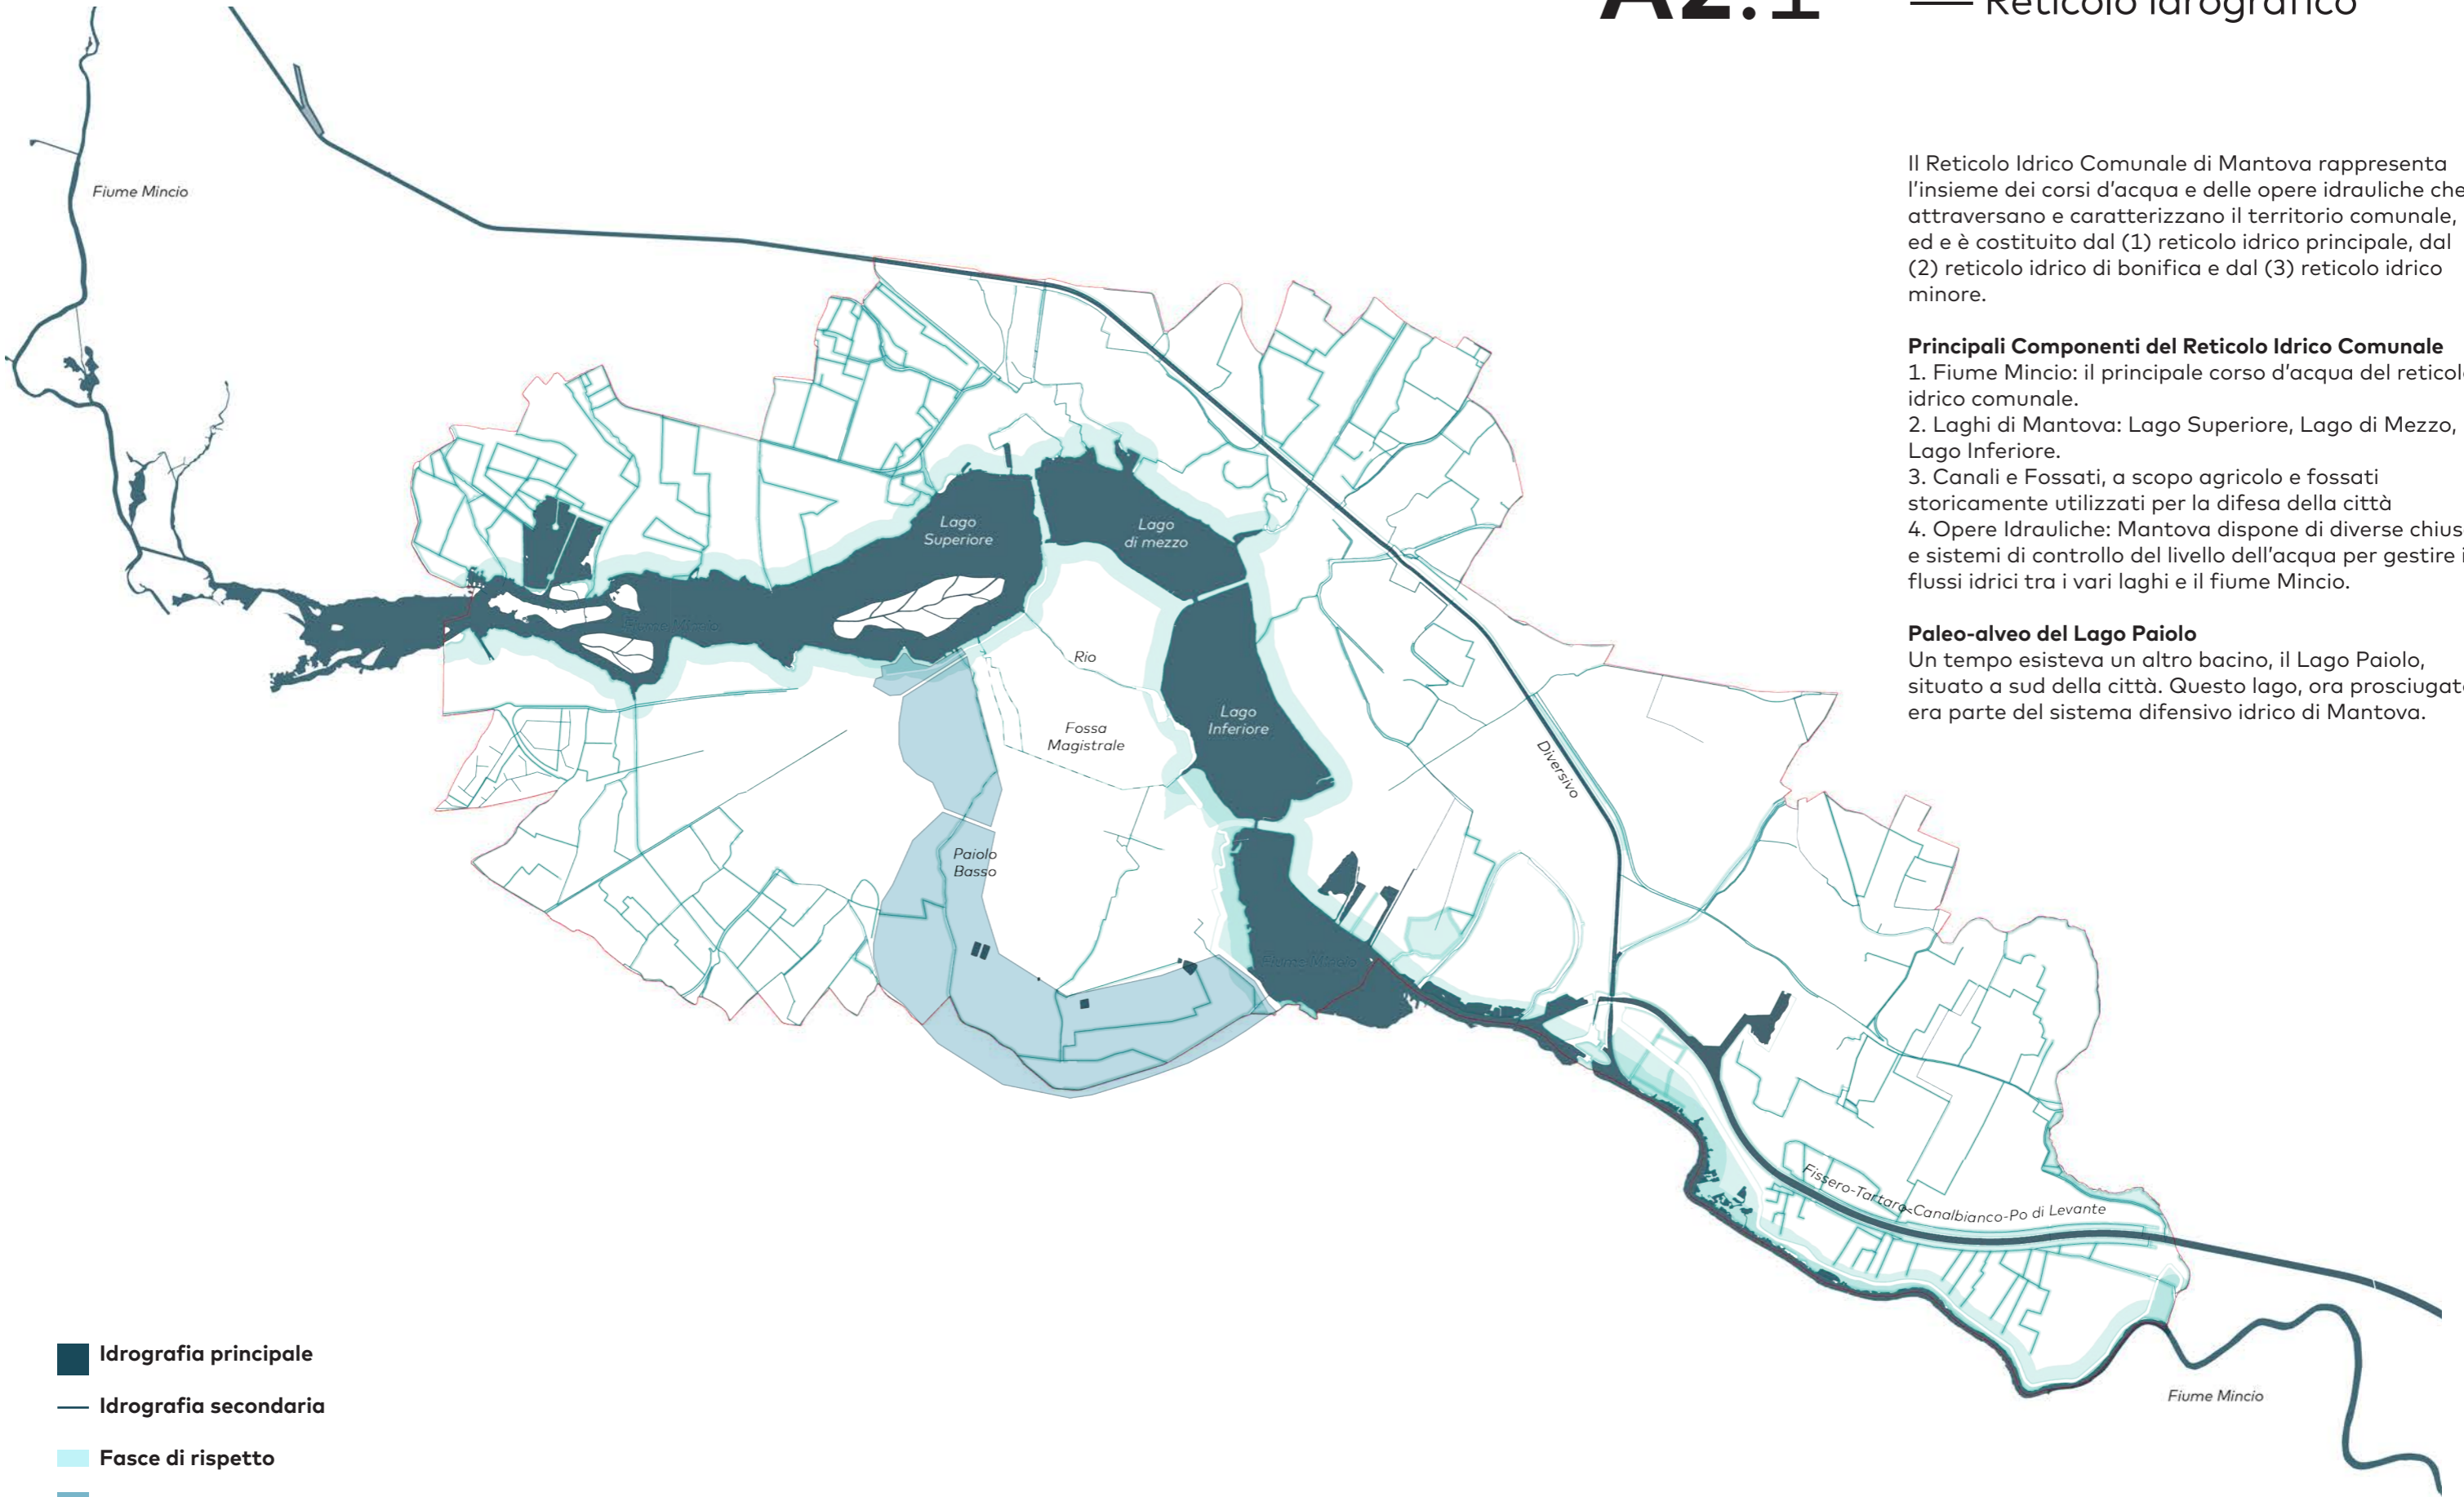 A2.1
Reticolo idrografico
Il Reticolo Idrico Comunale di Mantova rappresenta
l'insieme dei corsi d'acqua e delle opere idrauliche che
attraversano e caratterizzano il territorio comunale,
ed e è costituito dal (1) reticolo idrico principale, dal
(2) reticolo idrico di bonifica e dal (3) reticolo idrico
minore.
Principali Componenti del Reticolo Idrico Comunale
1. Fiume Mincio: il principale corso d'acqua del reticol
idrico comunale.
2. Laghi di Mantova: Lago Superiore, Lago di Mezzo,
Lago Inferiore.
3. Canali e Fossati, a scopo agricolo e fossati
storicamente utilizzati per la difesa della città
4. Opere Idrauliche: Mantova dispone di diverse chius
e sistemi di controllo del livello dell'acqua per gestire i
flussi idrici tra i vari laghi e il fiume Mincio.
Paleo-alveo del Lago Paiolo
Un tempo esisteva un altro bacino, il Lago Paiolo,
situato a sud della città. Questo lago, ora prosciugat
era parte del sistema difensivo idrico di Mantova.
Fiume Mincio
Lago
Superiore
Lago
di mezzo
Fiume Mincio
Rio
Fossa
Magistrale
Lago
Inferiore
Diversivo
Paiolo
Basso
Fiume Mincio
Fissero-Tartaro-Canalbianco-Po di Levante
Fiume Mincio
Idrografia principale
Idrografia secondaria
Fasce di rispetto